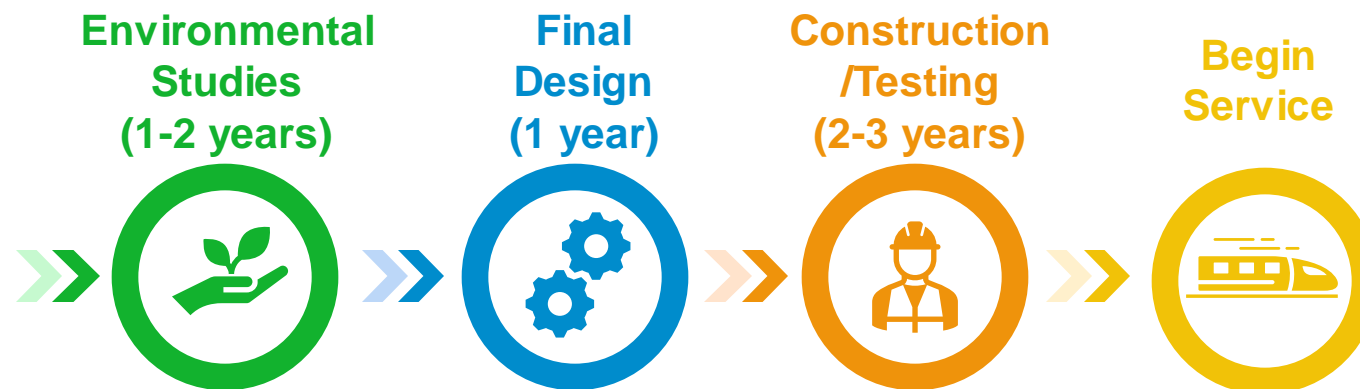 Environmental
Studies
(1-2 years)
Final
Design
(1 year)
Construction
/Testing
(2-3 years)
Begin
Service